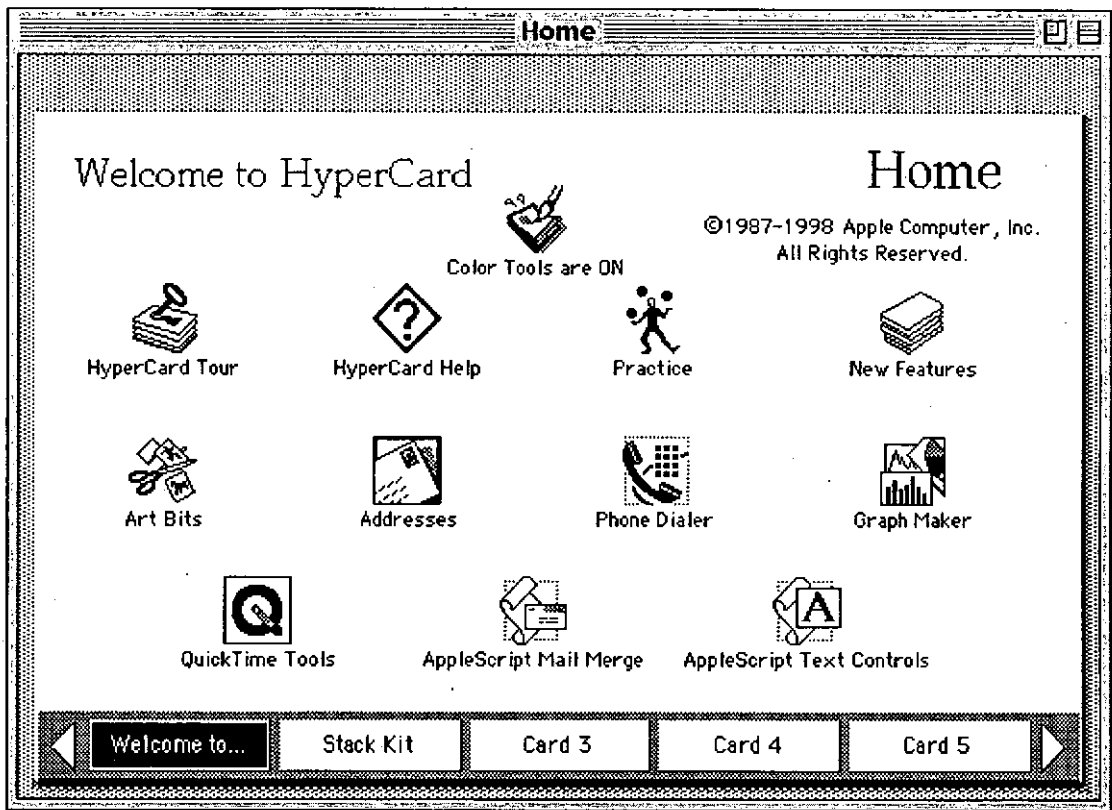 Home
Welcome to HyperCard
Home
©1987-1998 Apple Computer, Inc.
All Rights Reserved.
Color Tools are ON
HyperCard Tour
HyperCard Help
Practice
New Features
Art Bits
Addresses
Phone Dialer
Graph Maker
QuickTime Tools
AppleScript Mail Merge
AppleScript Text Controls
Welcome to...
Stack Kit
Card 3
Card 4
Card 5